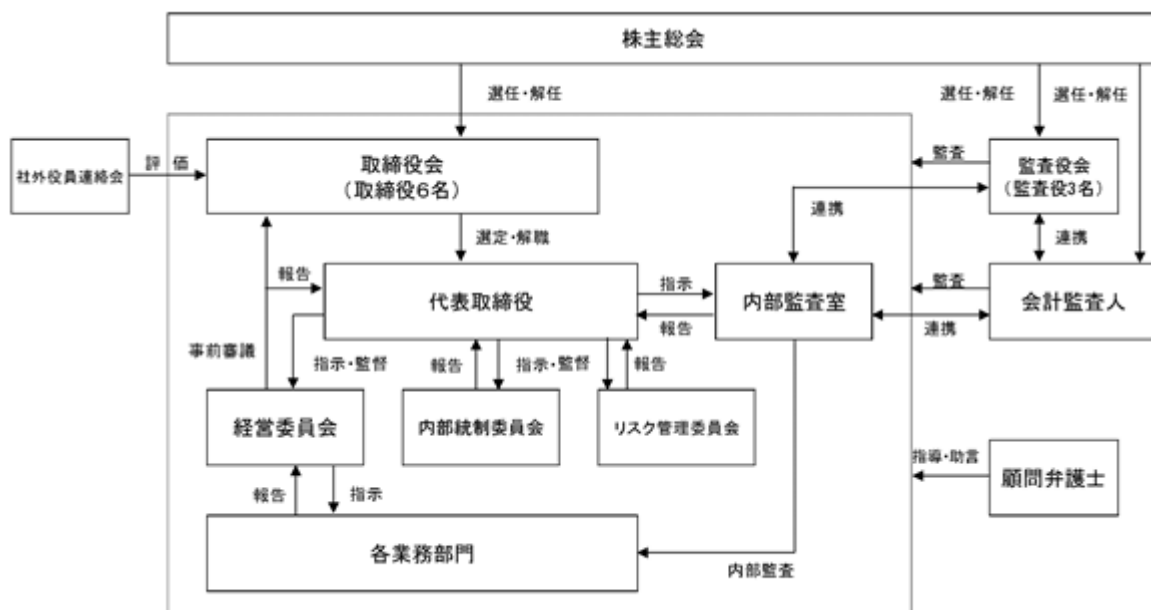 株主総会
選任・解任
選任・解任
選任・解任
社外役員連絡会
評 価
取締役会
(取締役6名)
監査
監査役会
(監査役3名)
連携
選定・解職
連携
報告
代表取締役
指示
報告
内部監査室
監査
連携
会計監査人
事前審議
指示・監督
報告
指示・監督
報告
経営委員会
内部統制委員会
リスク管理委員会
指導・助言
顧問弁護士
報告
指示
各業務部門
内部監査